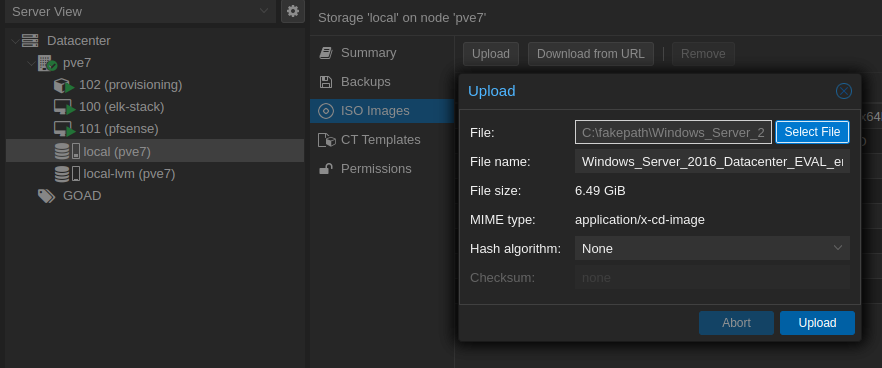 Server View
Datacenter
pve7
102 (provisioning)
100 (elk-stack)
101 (pfsense)
local (pve7)
local-lvm (pve7)
GOAD
Storage 'local' on node 'pve7'
Summary
Backups
ISO Images
CT Templates
Permissions
Upload Download from URL Remove
x64
Upload
File: C:\fakepath\Windows_Server_2 Select File
File name: Windows_Server_2016_Datacenter_EVAL_en
File size: 6.49 GiB
MIME type: application/x-cd-image
Hash algorithm: None
Checksum: none
Abort Upload